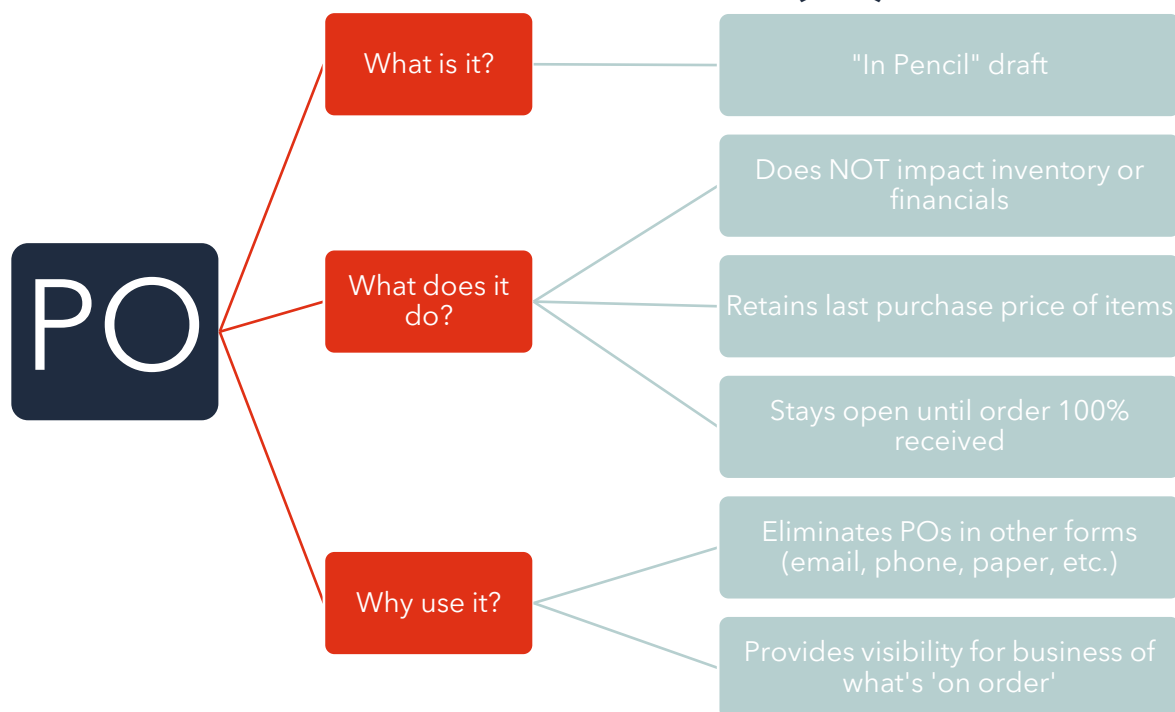 PO
What is it?
"In Pencil" draft
What does it
do?
Does NOT impact inventory or
financials
Retains last purchase price of items
Stays open until order 100%
received
Why use it?
Eliminates POs in other forms
(email, phone, paper, etc.)
Provides visibility for business of
what's 'on order'